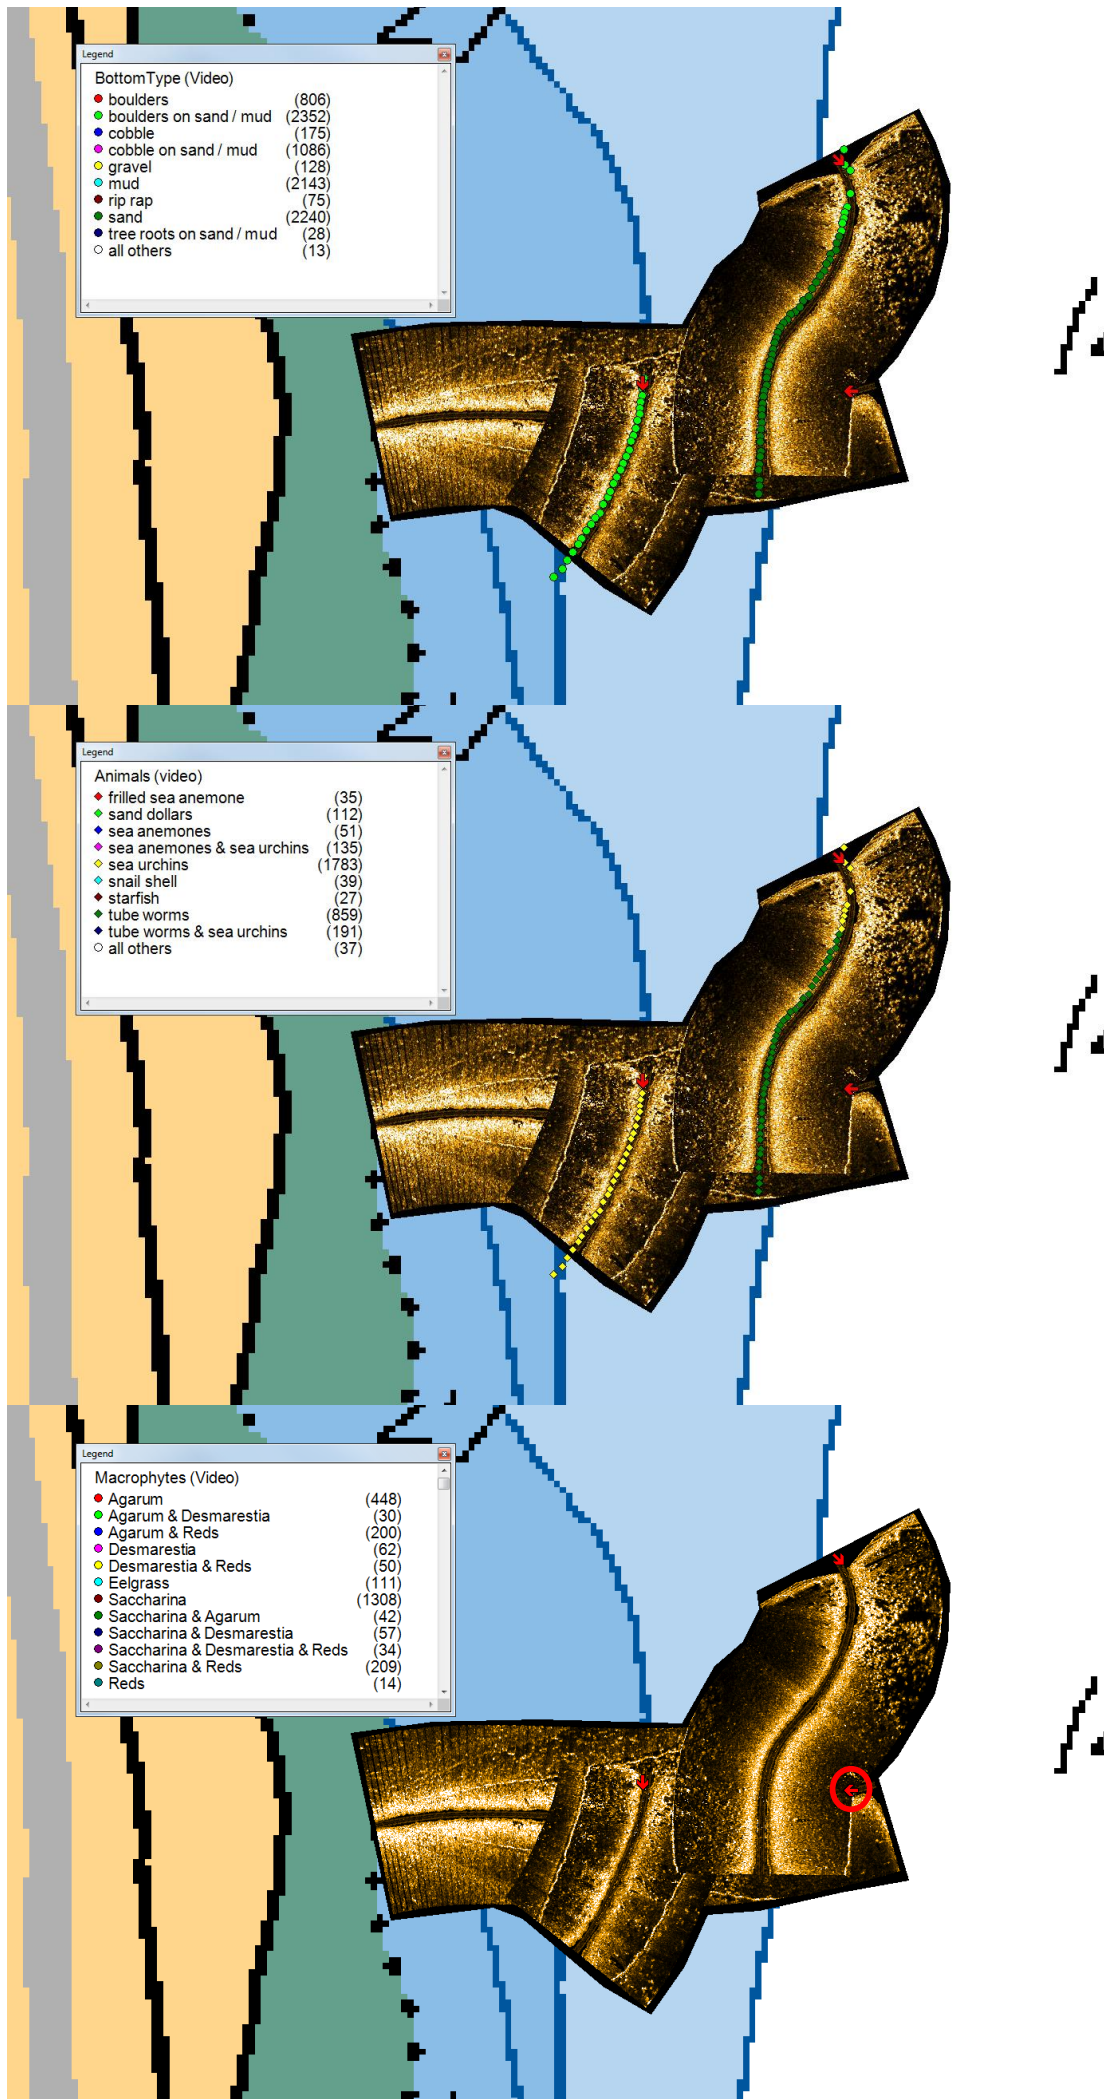 Legend
BottomType (Video)
boulders (806)
boulders on sand / mud (2352)
cobble (175)
cobble on sand / mud (1086)
gravel (128)
mud (2143)
rip rap (75)
sand (2240)
tree roots on sand / mud (28)
all others (13)
Legend
Animals (video)
frilled sea anemone (35)
sand dollars (112)
sea anemones (51)
sea anemones & sea urchins (135)
sea urchins (1783)
snail shell (39)
starfish (27)
tube worms (859)
tube worms & sea urchins (191)
all others (37)
Legend
Macrophytes (Video)
Agarum (448)
Agarum & Desmarestia (30)
Agarum & Reds (200)
Desmarestia (62)
Desmarestia & Reds (50)
Eelgrass (111)
Saccharina (1308)
Saccharina & Agarum (42)
Saccharina & Desmarestia (57)
Saccharina & Desmarestia & Reds (34)
Saccharina & Reds (209)
Reds (14)